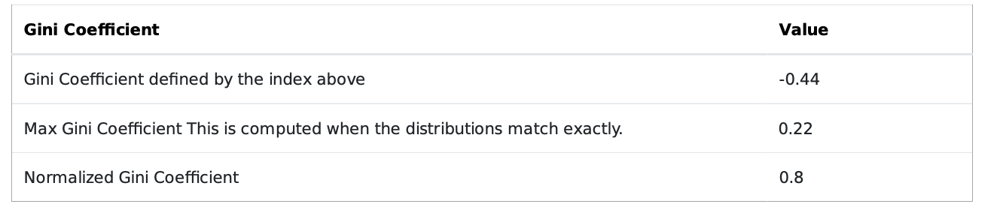 Gini Coefficient Value
Gini Coefficient defined by the index above -0.44
Max Gini Coefficient This is computed when the distributions match exactly. 0.22
Normalized Gini Coefficient 0.8